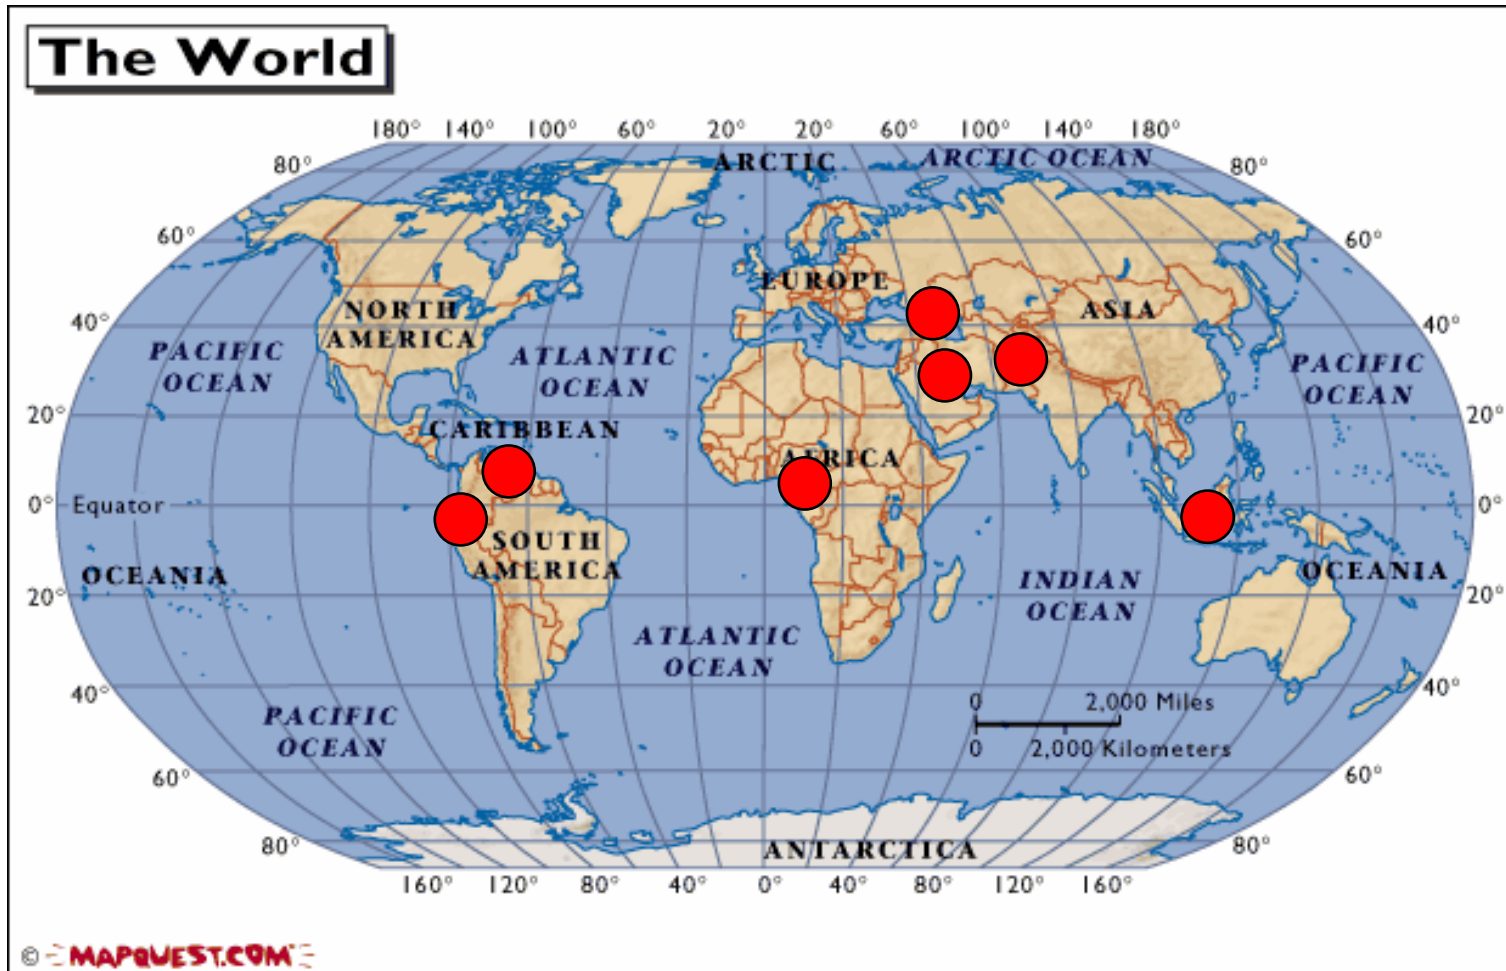 The World
180° 140° 100° 60° 20° 20° 60° 100° 140° 180°
ARCTIC
ARCTIC OCEAN
80°
80°
60°
60°
EUROPE
NORTH
AMERICA
ASIA
40°
40°
PACIFIC
OCEAN
ATLANTIC
OCEAN
PACIFIC
OCEAN
20°
20°
CARIBBEAN
AFRICA
0°
Equator
0°
SOUTH
AMERICA
OCEANIA
INDIAN
OCEAN
OCEANIA
20°
20°
ATLANTIC
OCEAN
40°
40°
PACIFIC
OCEAN
0 2,000 Miles
0 2,000 Kilometers
60°
60°
80°
80°
ANTARCTICA
160° 120° 80° 40° 0° 40° 80° 120° 160°
© MAPQUEST.COM